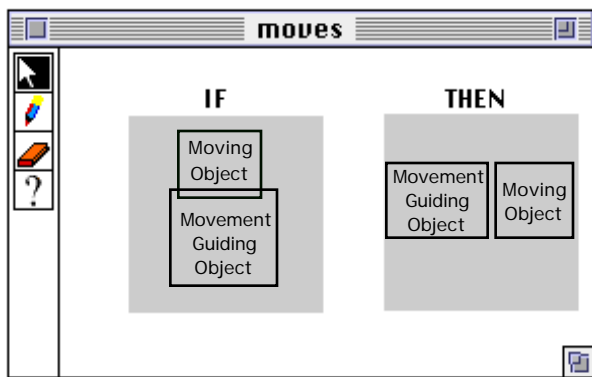 moves
IF
THEN
Moving
Object
Movement
Guiding
Object
Movement
Guiding
Object
Moving
Object
?